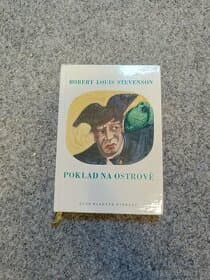 ROBERT LOUIS STEVENSON
POKLAD NA OSTROVĚ